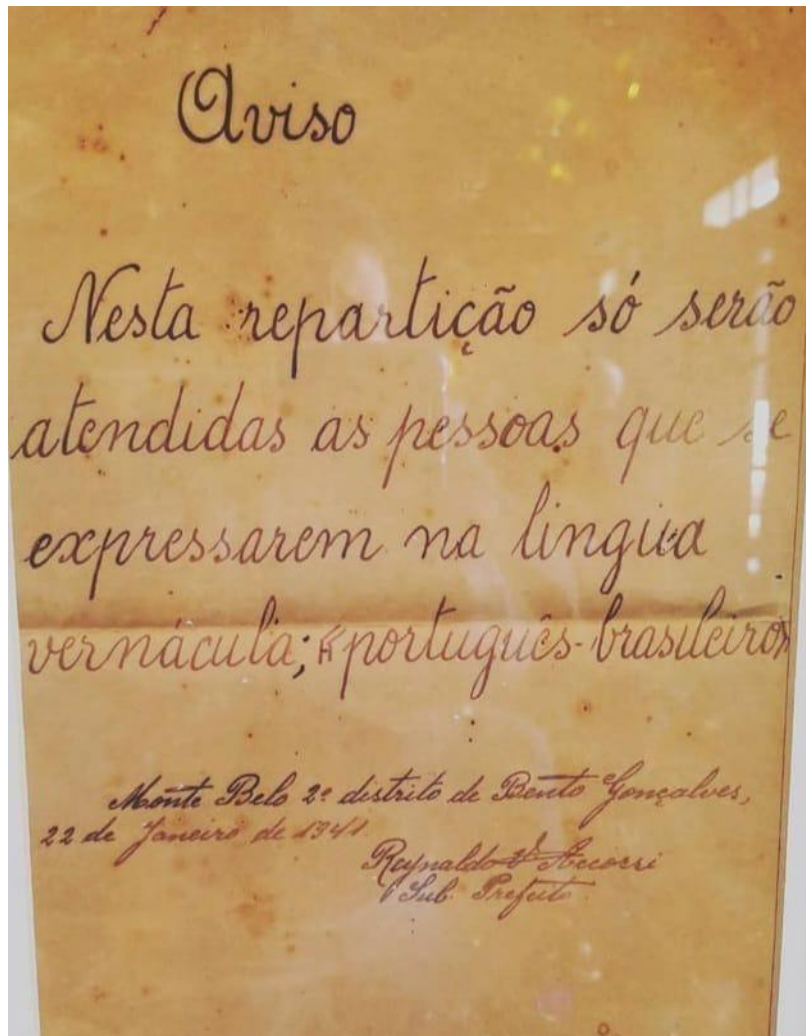 Aviso
Nesta repartição só serão
atendidas as pessoas que se
expressarem na lingua
vernácula; português-brasileiro
Monte Belo 2º distrito de Bento Gonçalves,
22 de Janeiro de 1941
Reynaldo
Sub. Prefeito.